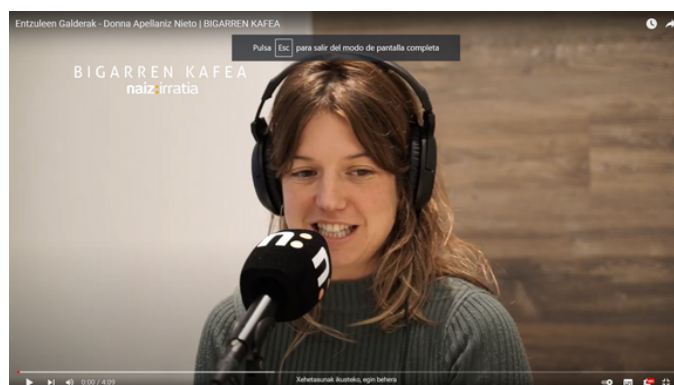 Entzuleen Galderak - Donna Apellaniz Nieto | BIGARREN KAFEA
Pulsa Esc para salir del modo de pantalla completa
BIGARREN KAFEA
naiz:irratia
n:
0:00 / 4:09
Xehetasunak ikusteko, egin behera